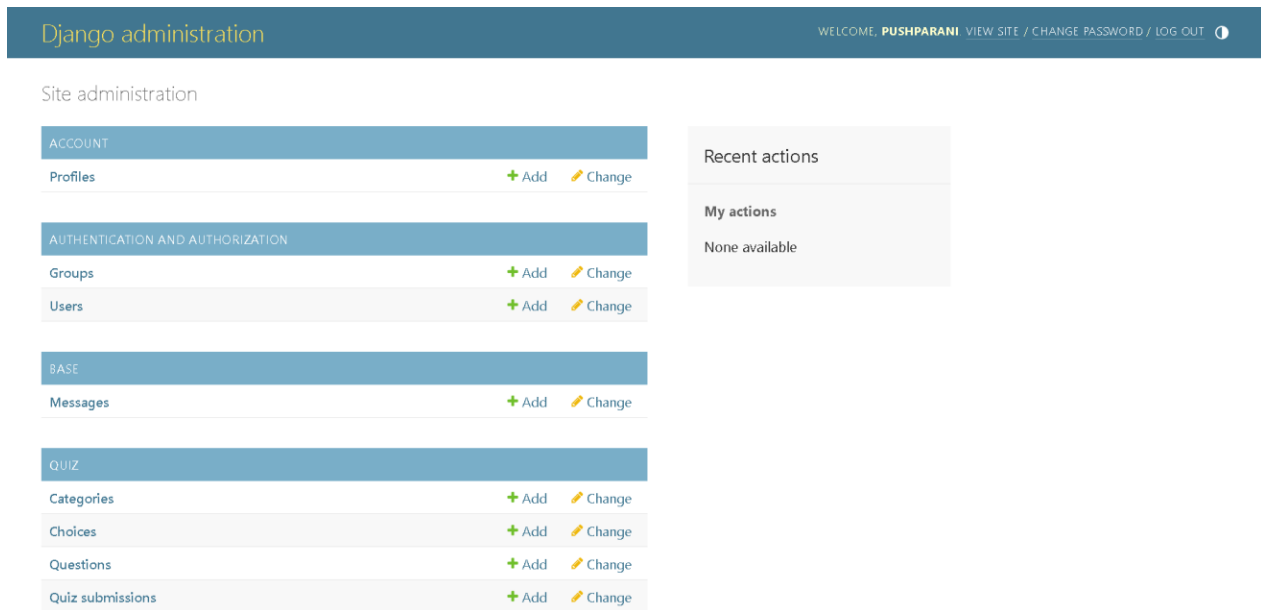 Django administration
WELCOME, PUSHPARANI. VIEW SITE / CHANGE PASSWORD / LOG OUT
Site administration
ACCOUNT
Profiles Add Change
AUTHENTICATION AND AUTHORIZATION
Groups Add Change
Users Add Change
BASE
Messages Add Change
QUIZ
Categories Add Change
Choices Add Change
Questions Add Change
Quiz submissions Add Change
Recent actions
My actions
None available